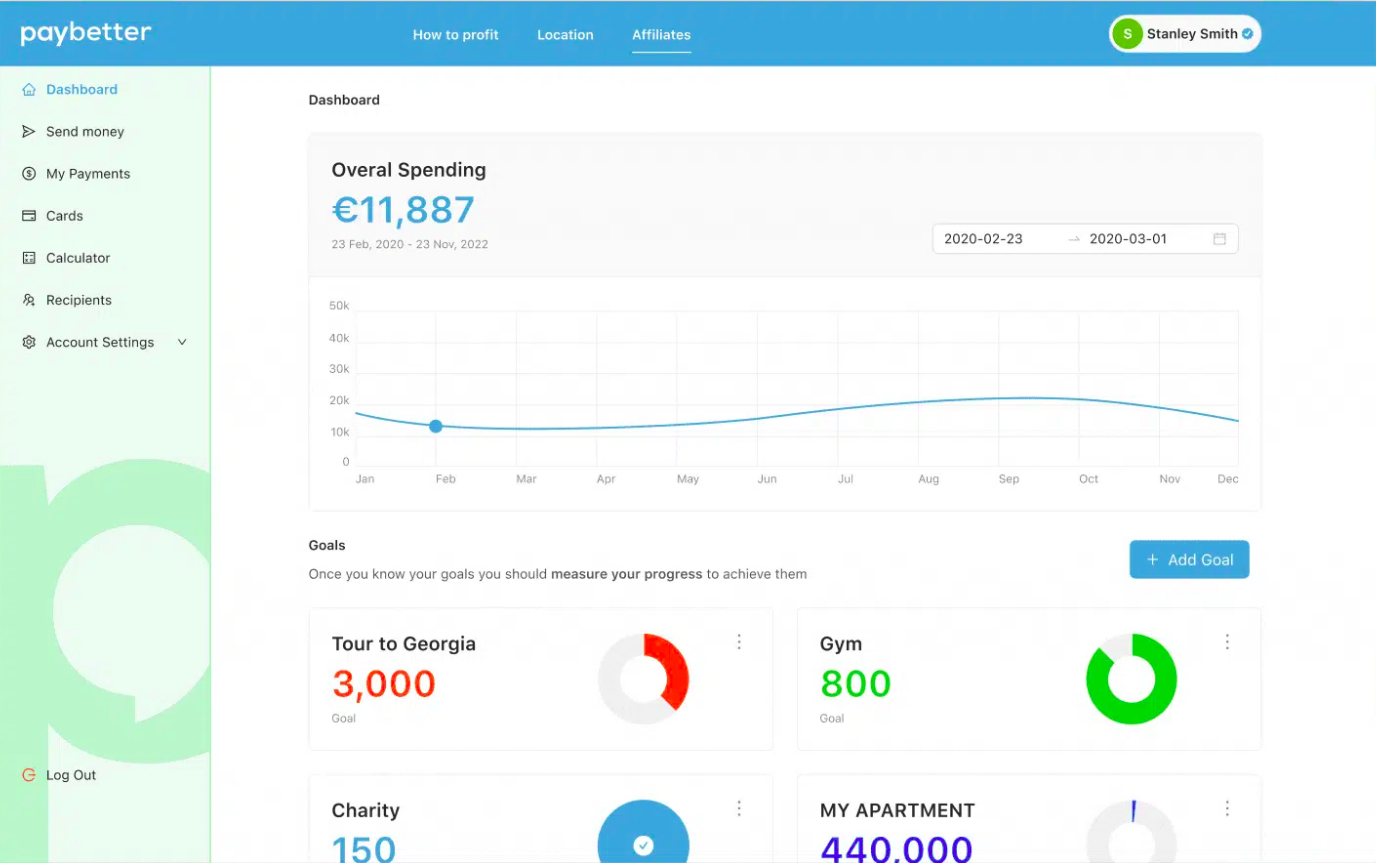 paybetter
How to profit
Location
Affiliates
S
Stanley Smith
Dashboard
Send money
My Payments
Cards
Calculator
Recipients
Account Settings
Log Out
Dashboard
Overal Spending
€11,887
23 Feb, 2020 - 23 Nov, 2022
2020-02-23 → 2020-03-01
50k
40k
30k
20k
10k
0
Jan Feb Mar Apr May Jun Jul Aug Sep Oct Nov Dec
Goals
Once you know your goals you should measure your progress to achieve them
+ Add Goal
Tour to Georgia
3,000
Goal
Gym
800
Goal
Charity
150
MY APARTMENT
440,000